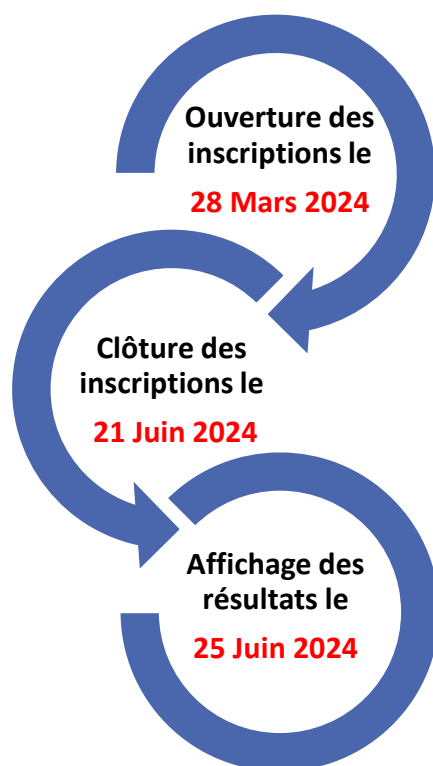 Ouverture des
inscriptions le
28 Mars 2024
Clôture des
inscriptions le
21 Juin 2024
Affichage des
résultats le
25 Juin 2024